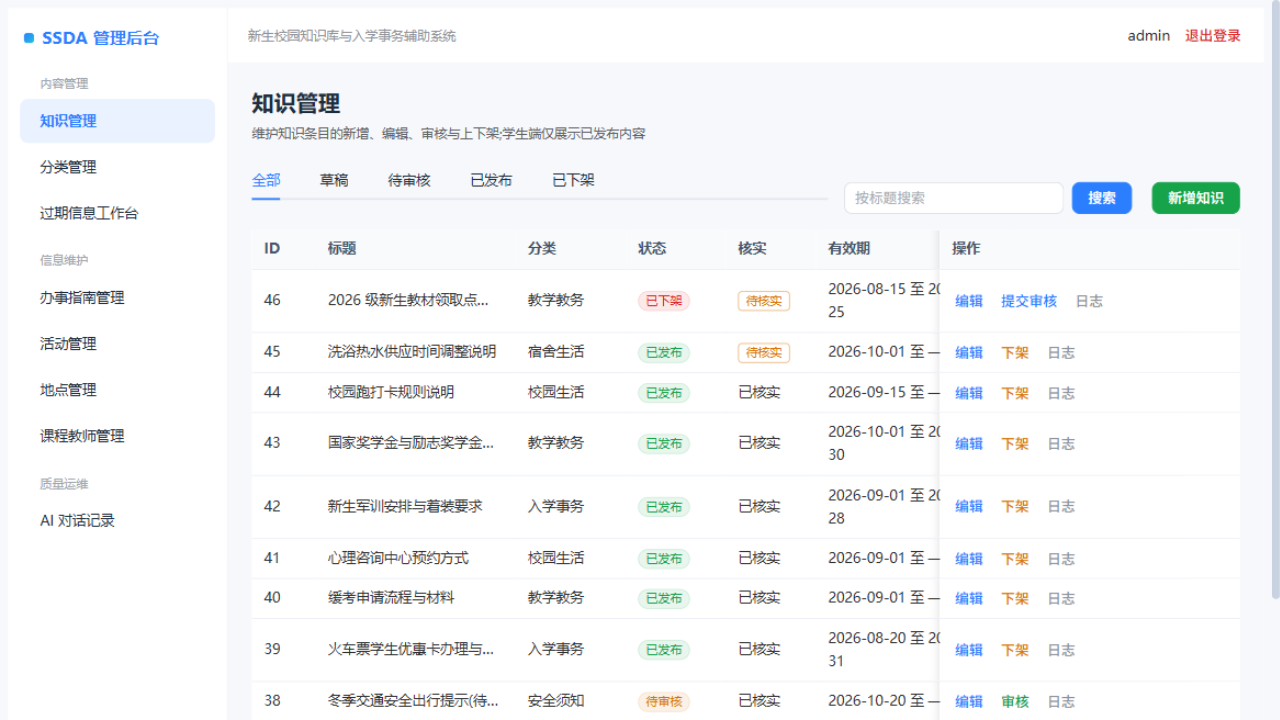 SSDA 管理后台
新生校园知识库与入学事务辅助系统
admin 退出登录
内容管理
知识管理
分类管理
过期信息工作台
信息维护
办事指南管理
活动管理
地点管理
课程教师管理
质量运维
AI 对话记录
知识管理
维护知识条目的新增、编辑、审核与上下架;学生端仅展示已发布内容
全部 草稿 待审核 已发布 已下架
按标题搜索 搜索 新增知识
ID 标题 分类 状态 核实 有效期 操作
46 2026 级新生教材领取点... 教学教务 已下架 待核实 2026-08-15 至 20 编辑 提交审核 日志
25
45 洗浴热水供应时间调整说明 宿舍生活 已发布 待核实 2026-10-01 至 — 编辑 下架 日志
44 校园跑打卡规则说明 校园生活 已发布 已核实 2026-09-15 至 — 编辑 下架 日志
43 国家奖学金与励志奖学金... 教学教务 已发布 已核实 2026-10-01 至 20 编辑 下架 日志
30
42 新生军训安排与着装要求 入学事务 已发布 已核实 2026-09-01 至 20 编辑 下架 日志
28
41 心理咨询中心预约方式 校园生活 已发布 已核实 2026-09-01 至 — 编辑 下架 日志
40 缓考申请流程与材料 教学教务 已发布 已核实 2026-09-01 至 — 编辑 下架 日志
39 火车票学生优惠卡办理与... 入学事务 已发布 已核实 2026-08-20 至 20 编辑 下架 日志
31
38 冬季交通安全出行提示(待... 安全须知 待审核 已核实 2026-10-20 至 — 编辑 审核 日志